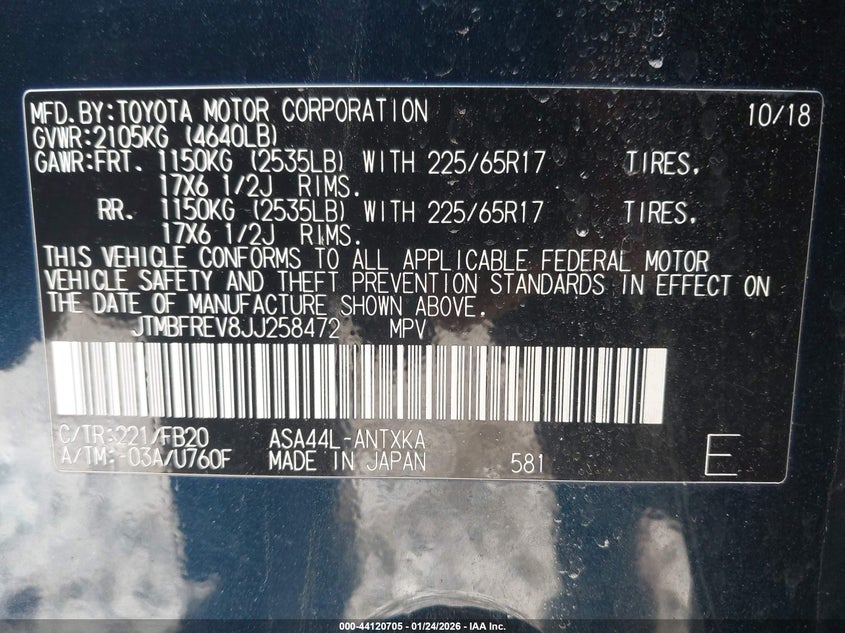 MFD.BY:TOYOTA MOTOR CORPORATION 10/18
GVWR:2105KG (4640LB)
GAWR:FRT. 1150KG (2535LB) WITH 225/65R17 TIRES,
17X6 1/2J RIMS.
RR. 1150KG (2535LB) WITH 225/65R17 TIRES,
17X6 1/2J RIMS.
THIS VEHICLE CONFORMS TO ALL APPLICABLE FEDERAL MOTOR
VEHICLE SAFETY AND THEFT PREVENTION STANDARDS IN EFFECT ON
THE DATE OF MANUFACTURE SHOWN ABOVE.
JTMBFREV8JJ258472 MPV
C/TR:221/FB20 ASA44L-ANTXKA
A/TM:-03A/U760F MADE IN JAPAN 581 E
000-44120705 - 01/24/2026 - IAA Inc.